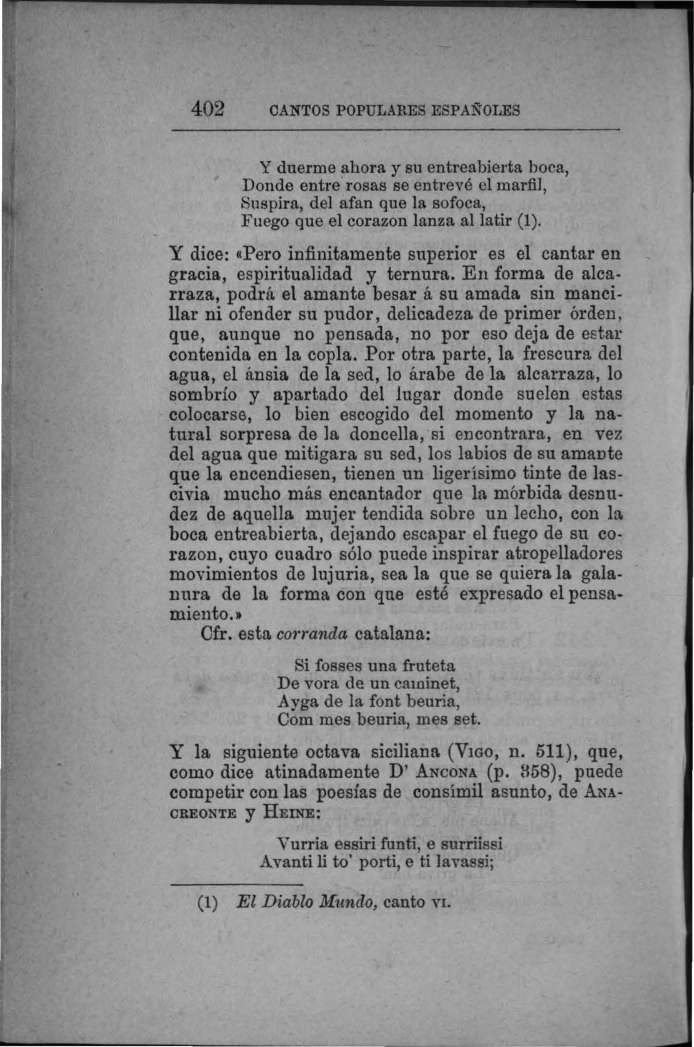 402 CANTOS POPULARES ESPAÑOLES
Y duerme ahora y su entreabierta boca,
Donde entre rosas se entrevé el marfil,
Suspira, del afan que la sofoca,
Fuego que el corazon lanza al latir (1).
Y dice: «Pero infinitamente superior es el cantar en
gracia, espiritualidad y ternura. En forma de alca-
rraza, podrá el amante besar á su amada sin manci-
llar ni ofender su pudor, delicadeza de primer órden,
que, aunque no pensada, no por eso deja de estar
contenida en la copla. Por otra parte, la frescura del
agua, el ánsia de la sed, lo árabe de la alcarraza, lo
sombrío y apartado del lugar donde suelen estas
colocarse, lo bien escogido del momento y la na-
tural sorpresa de la doncella, si encontrara, en vez
del agua que mitigara su sed, los labios de su amante
que la encendiesen, tienen un ligerísimo tinte de las-
civia mucho más encantador que la mórbida desnu-
dez de aquella mujer tendida sobre un lecho, con la
boca entreabierta, dejando escapar el fuego de su co-
razon, cuyo cuadro sólo puede inspirar atropelladores
movimientos de lujuria, sea la que se quiera la gala-
nura de la forma con que esté expresado el pensa-
miento.»
Cfr. esta corranda catalana:
Si fosses una fruteta
De vora de un caminet,
Ayga de la font beuria,
Com mes beuria, mes set.
Y la siguiente octava siciliana (VIGO, n. 511), que,
como dice atinadamente D' ANCONA (p. 358), puede
competir con las poesías de consímil asunto, de ANA-
CREONTE y HEINE:
Vurria essiri funti, e surriissi
Avanti li to' porti, e ti lavassi;
(1) El Diablo Mundo, canto VI.